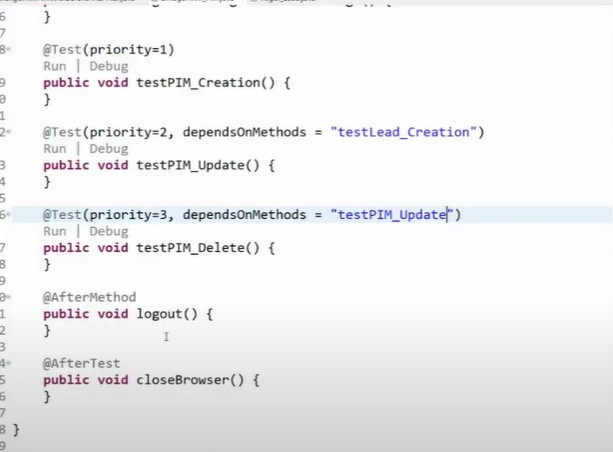 6 }
7
8 @Test(priority=1)
Run | Debug
9 public void testPIM_Creation() {
0 }
1
2 @Test(priority=2, dependsOnMethods = "testLead_Creation")
Run | Debug
3 public void testPIM_Update() {
4 }
5
6 @Test(priority=3, dependsOnMethods = "testPIM_Update")
Run | Debug
7 public void testPIM_Delete() {
8 }
9
0 @AfterMethod
1 public void logout() {
2 }
3
4 @AfterTest
5 public void closeBrowser() {
6 }
7
8 }
9